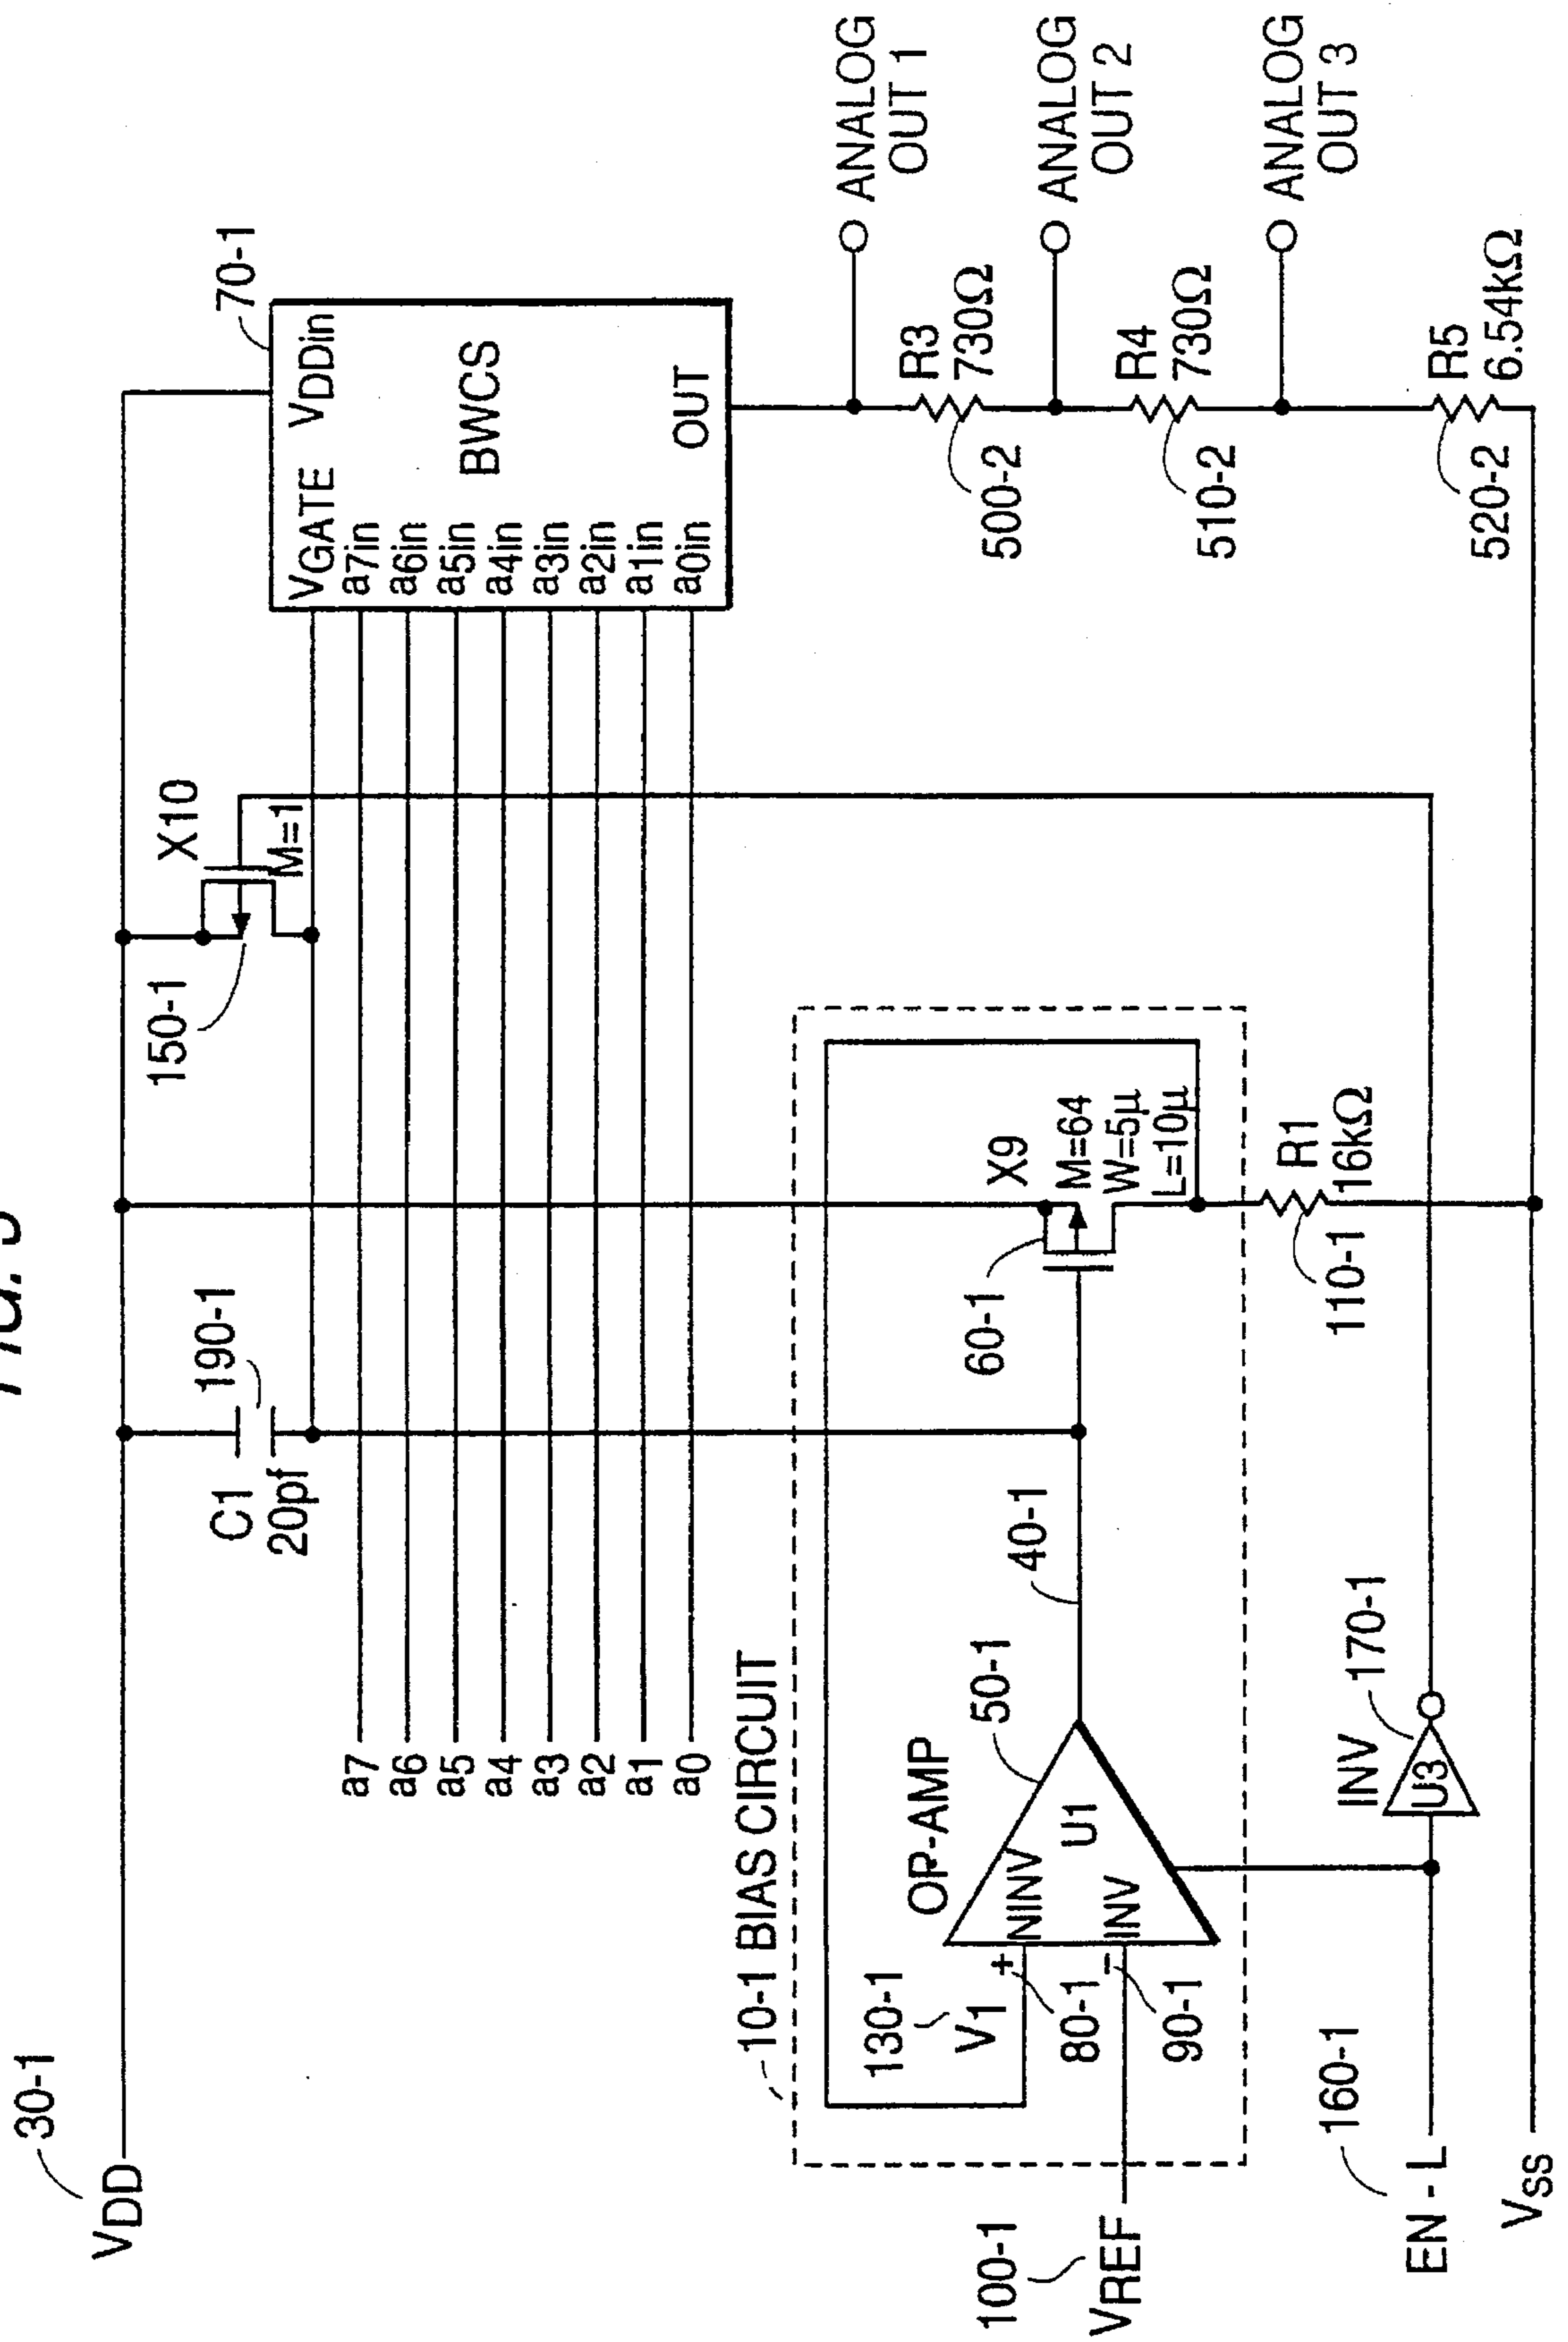 30-1
VDD
C1
20pf
190-1
150-1
X10
M=1
70-1
VGATE
VDDin
a7in
a6in
a5in
a4in
a3in
a2in
a1in
a0in
BWCS
OUT
a7
a6
a5
a4
a3
a2
a1
a0
10-1 BIAS CIRCUIT
130-1
V1
OP-AMP
50-1
40-1
NINV
U1
INV
+
80-1
−
90-1
100-1
VREF
60-1
X9
M=64
W=5µ
L=10µ
110-1
R1
16kΩ
160-1
EN - L
INV
170-1
U3
VSS
ANALOG
OUT 1
R3
730Ω
500-2
ANALOG
OUT 2
R4
730Ω
510-2
ANALOG
OUT 3
R5
6.54kΩ
520-2